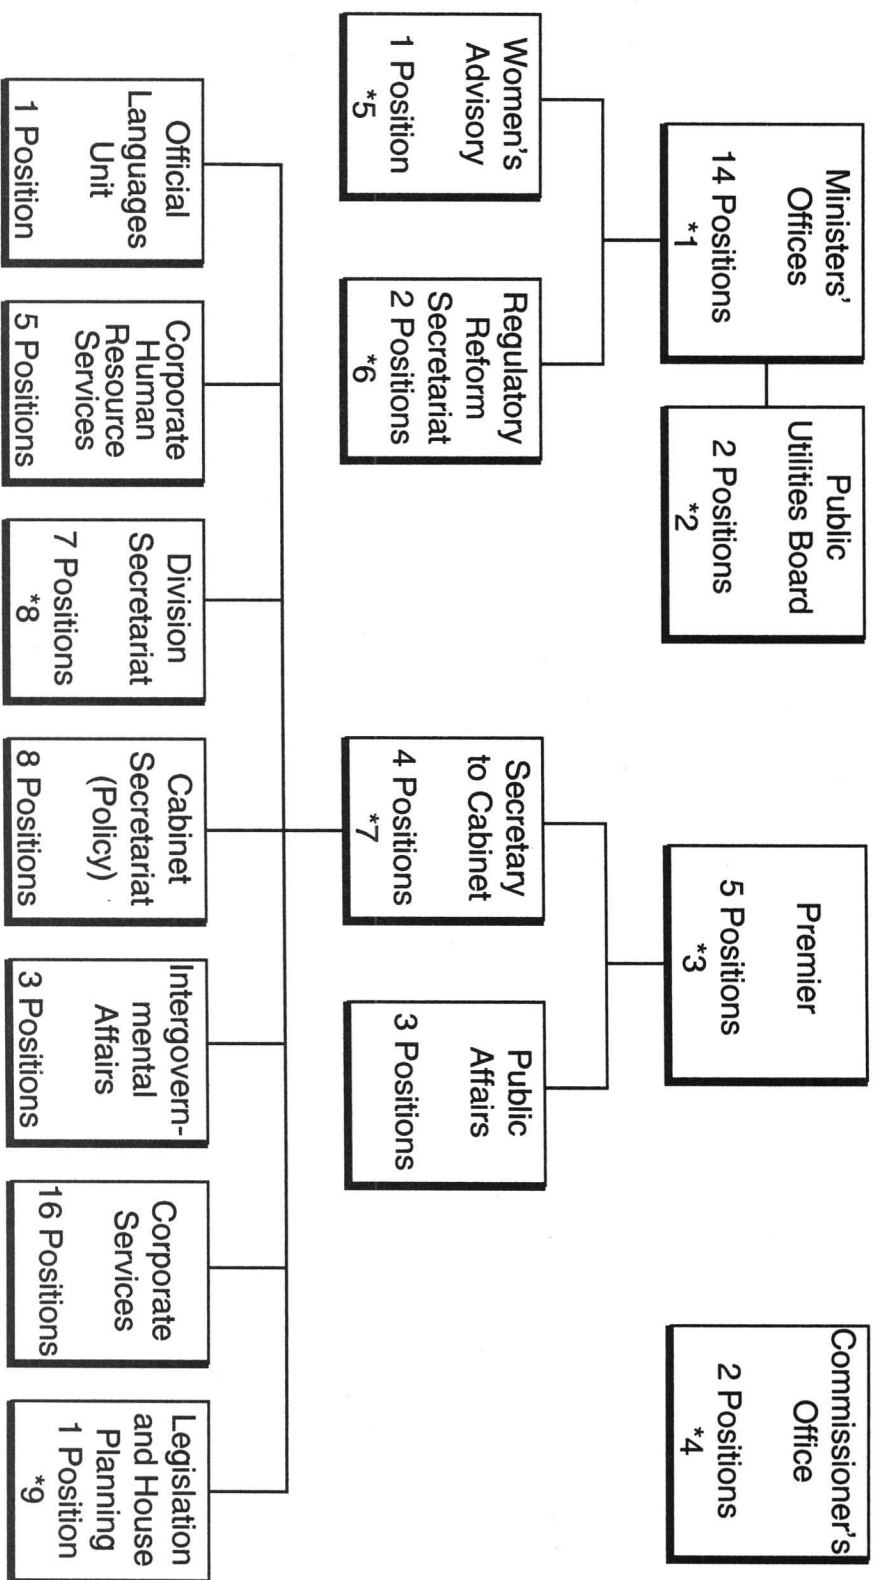 Ministers'
Offices
14 Positions
*1
Public
Utilities Board
2 Positions
*2
Premier
5 Positions
*3
Commissioner's
Office
2 Positions
*4
Women's
Advisory
1 Position
*5
Regulatory
Reform
Secretariat
2 Positions
*6
Secretary
to Cabinet
4 Positions
*7
Public
Affairs
3 Positions
Official
Languages
Unit
1 Position
Corporate
Human
Resource
Services
5 Positions
Division
Secretariat
7 Positions
*8
Cabinet
Secretariat
(Policy)
8 Positions
Intergovern-
mental
Affairs
3 Positions
Corporate
Services
16 Positions
Legislation
and House
Planning
1 Position
*9